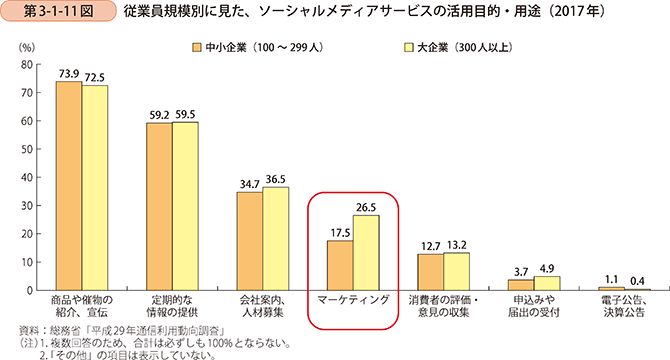 第3-1-11図 従業員規模別に見た、ソーシャルメディアサービスの活用目的・用途（2017年）
(%)
中小企業（100～299人） 大企業（300人以上）
80
70
60
50
40
30
20
10
0
73.9 72.5
59.2 59.5
34.7 36.5
17.5 26.5
12.7 13.2
3.7 4.9
1.1 0.4
商品や催物の
紹介、宣伝
定期的な
情報の提供
会社案内、
人材募集
マーケティング
消費者の評価・
意見の収集
申込みや
届出の受付
電子公告、
決算公告
資料：総務省「平成29年通信利用動向調査」
（注）1. 複数回答のため、合計は必ずしも100％とならない。
2.「その他」の項目は表示していない。